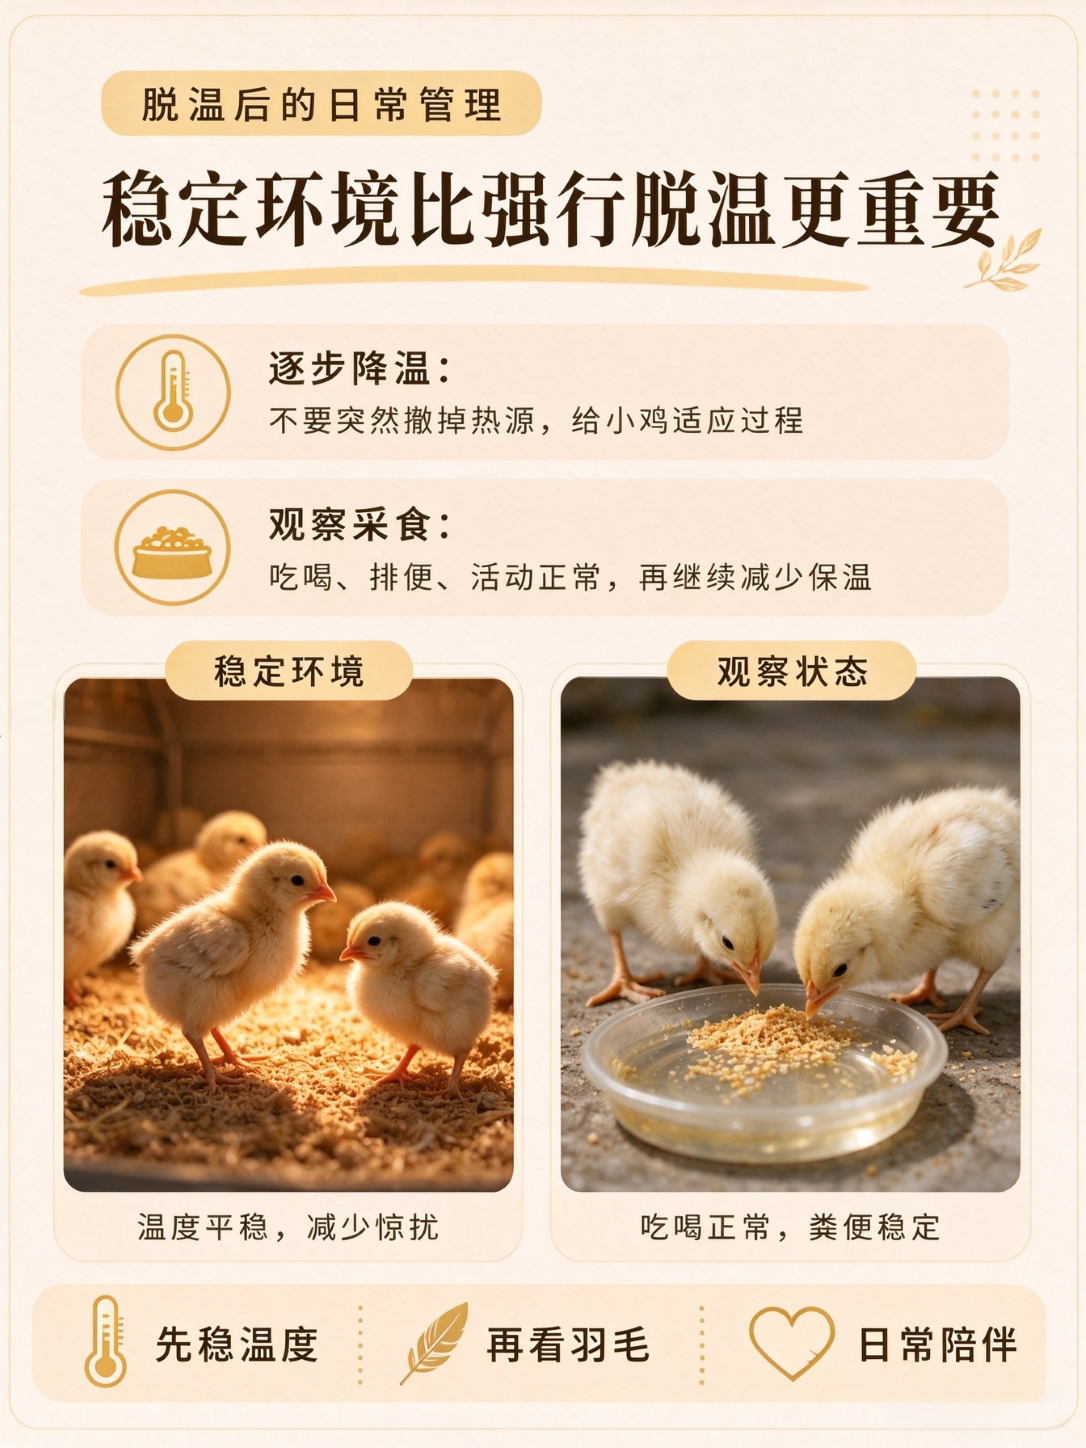 脱温后的日常管理
稳定环境比强行脱温更重要
逐步降温：
不要突然撤掉热源，给小鸡适应过程
观察采食：
吃喝、排便、活动正常，再继续减少保温
稳定环境
观察状态
温度平稳，减少惊扰
吃喝正常，粪便稳定
先稳温度
再看羽毛
日常陪伴